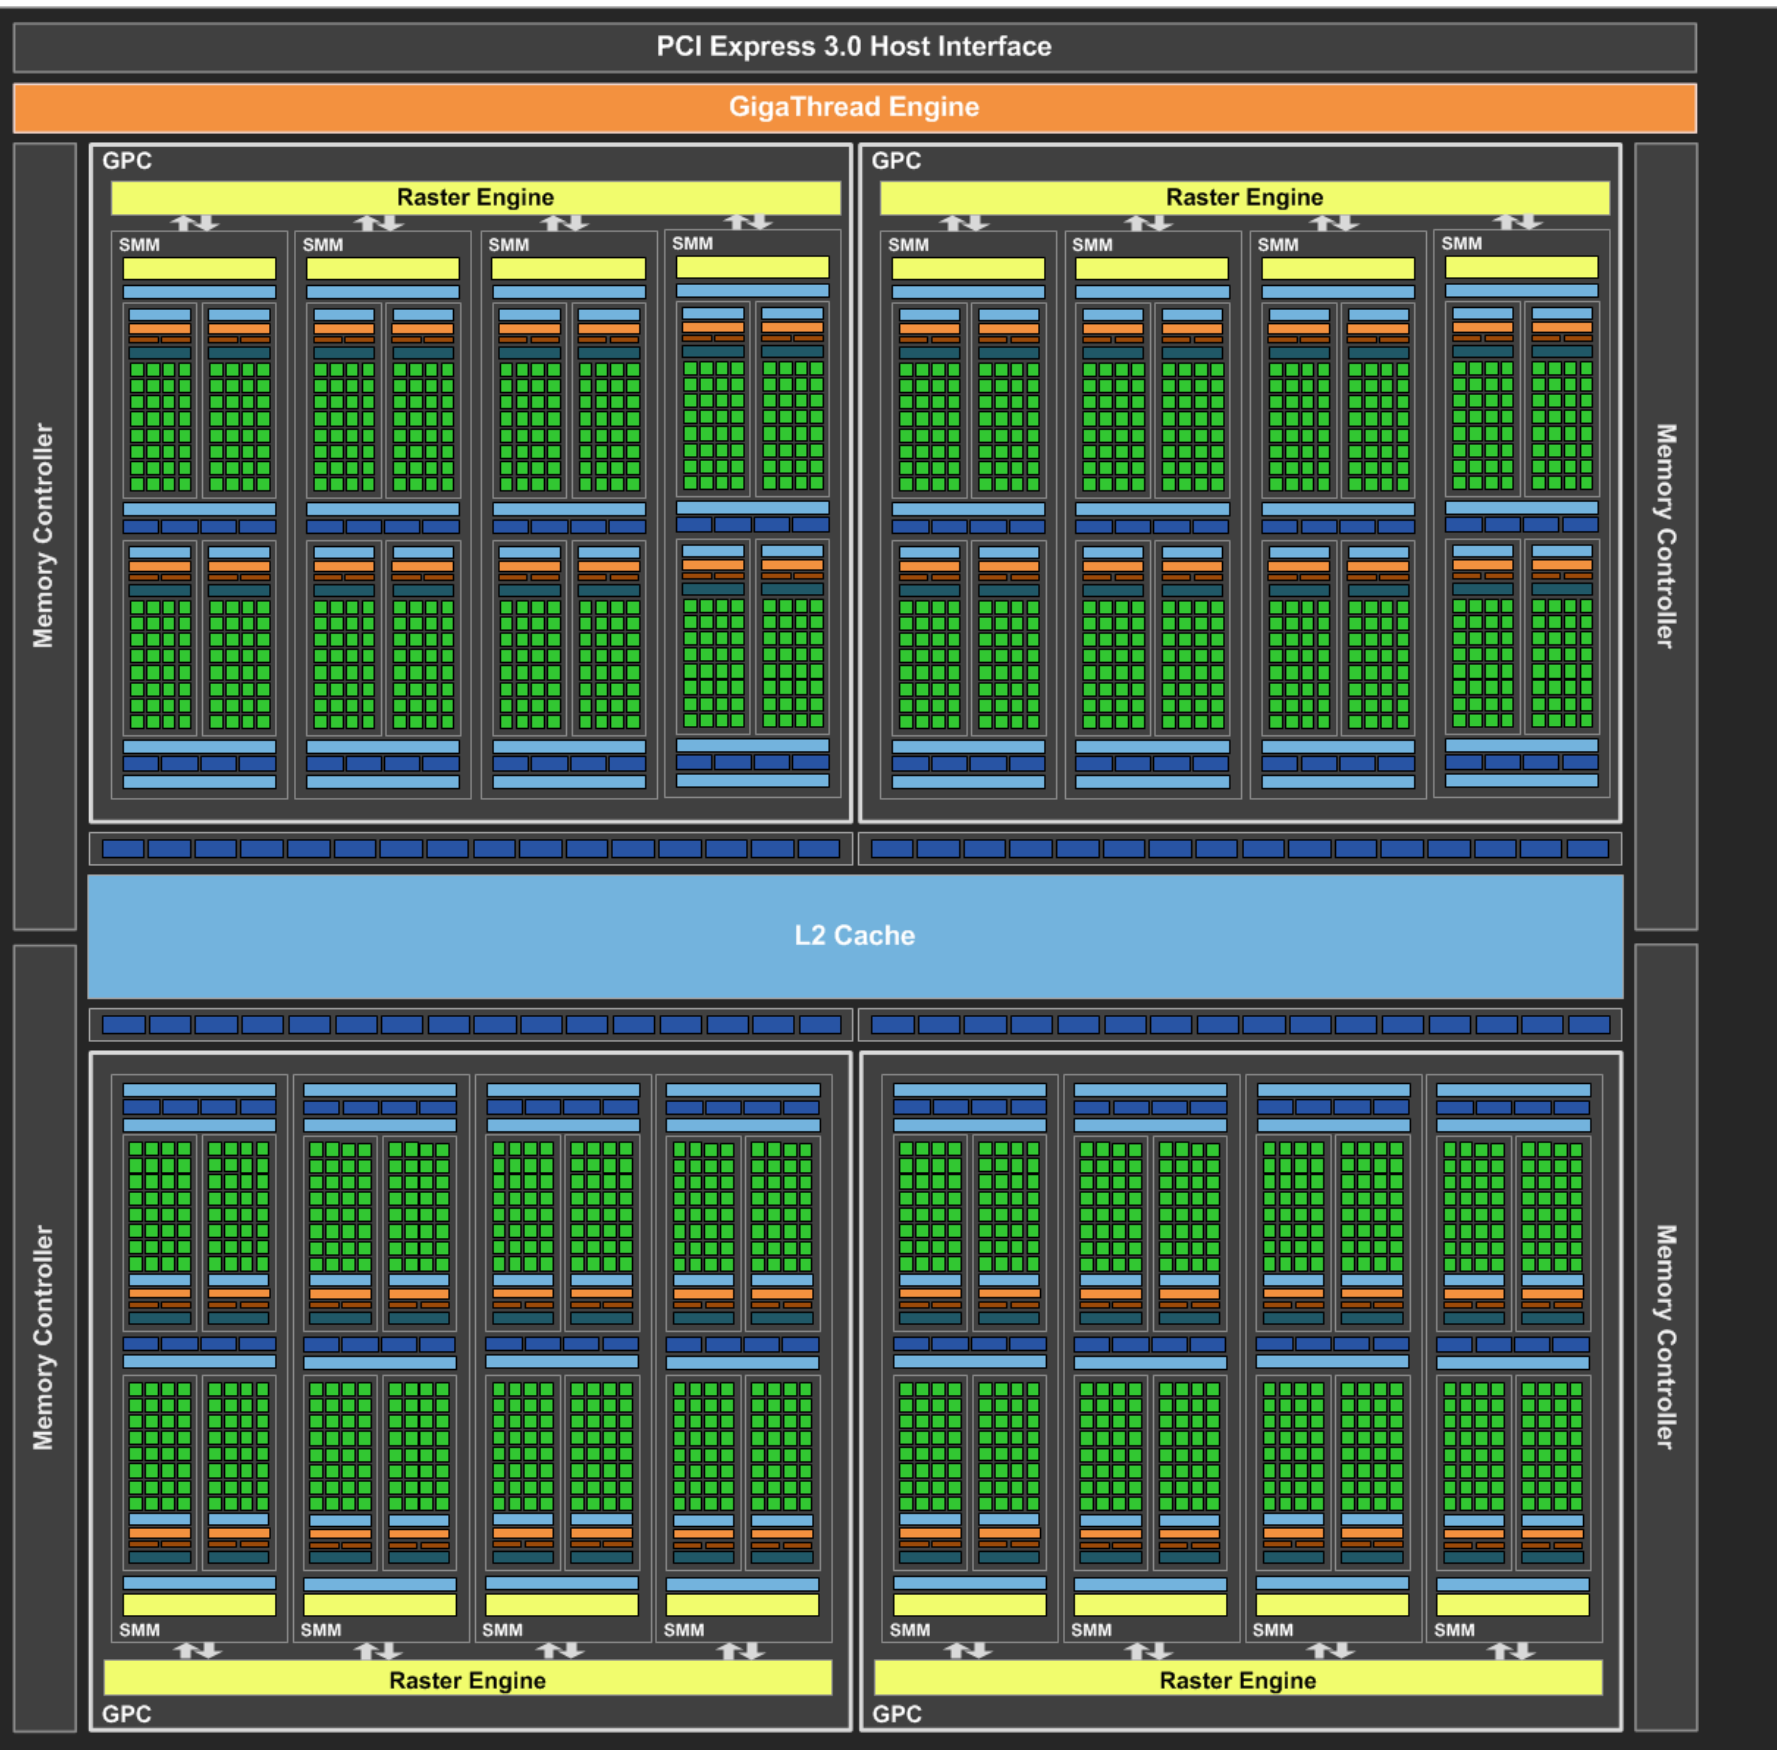 PCI Express 3.0 Host Interface
GigaThread Engine
Memory Controller
GPC
Raster Engine
SMM
SMM
SMM
SMM
GPC
Raster Engine
SMM
SMM
SMM
SMM
Memory Controller
L2 Cache
Memory Controller
SMM
SMM
SMM
SMM
Raster Engine
GPC
SMM
SMM
SMM
SMM
Raster Engine
GPC
Memory Controller